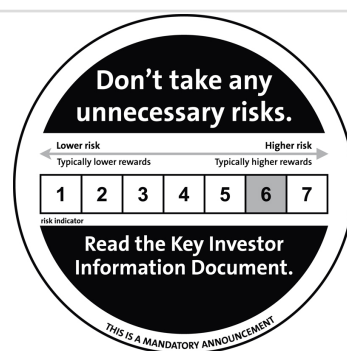 Don't take any
unnecessary risks.
Lower risk Higher risk
Typically lower rewards Typically higher rewards
1 2 3 4 5 6 7
risk indicator
Read the Key Investor
Information Document.
THIS IS A MANDATORY ANNOUNCEMENT